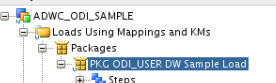 ADWC_ODI_SAMPLE
Loads Using Mappings and KMs
Packages
PKG ODI_USER DW Sample Load
Steps